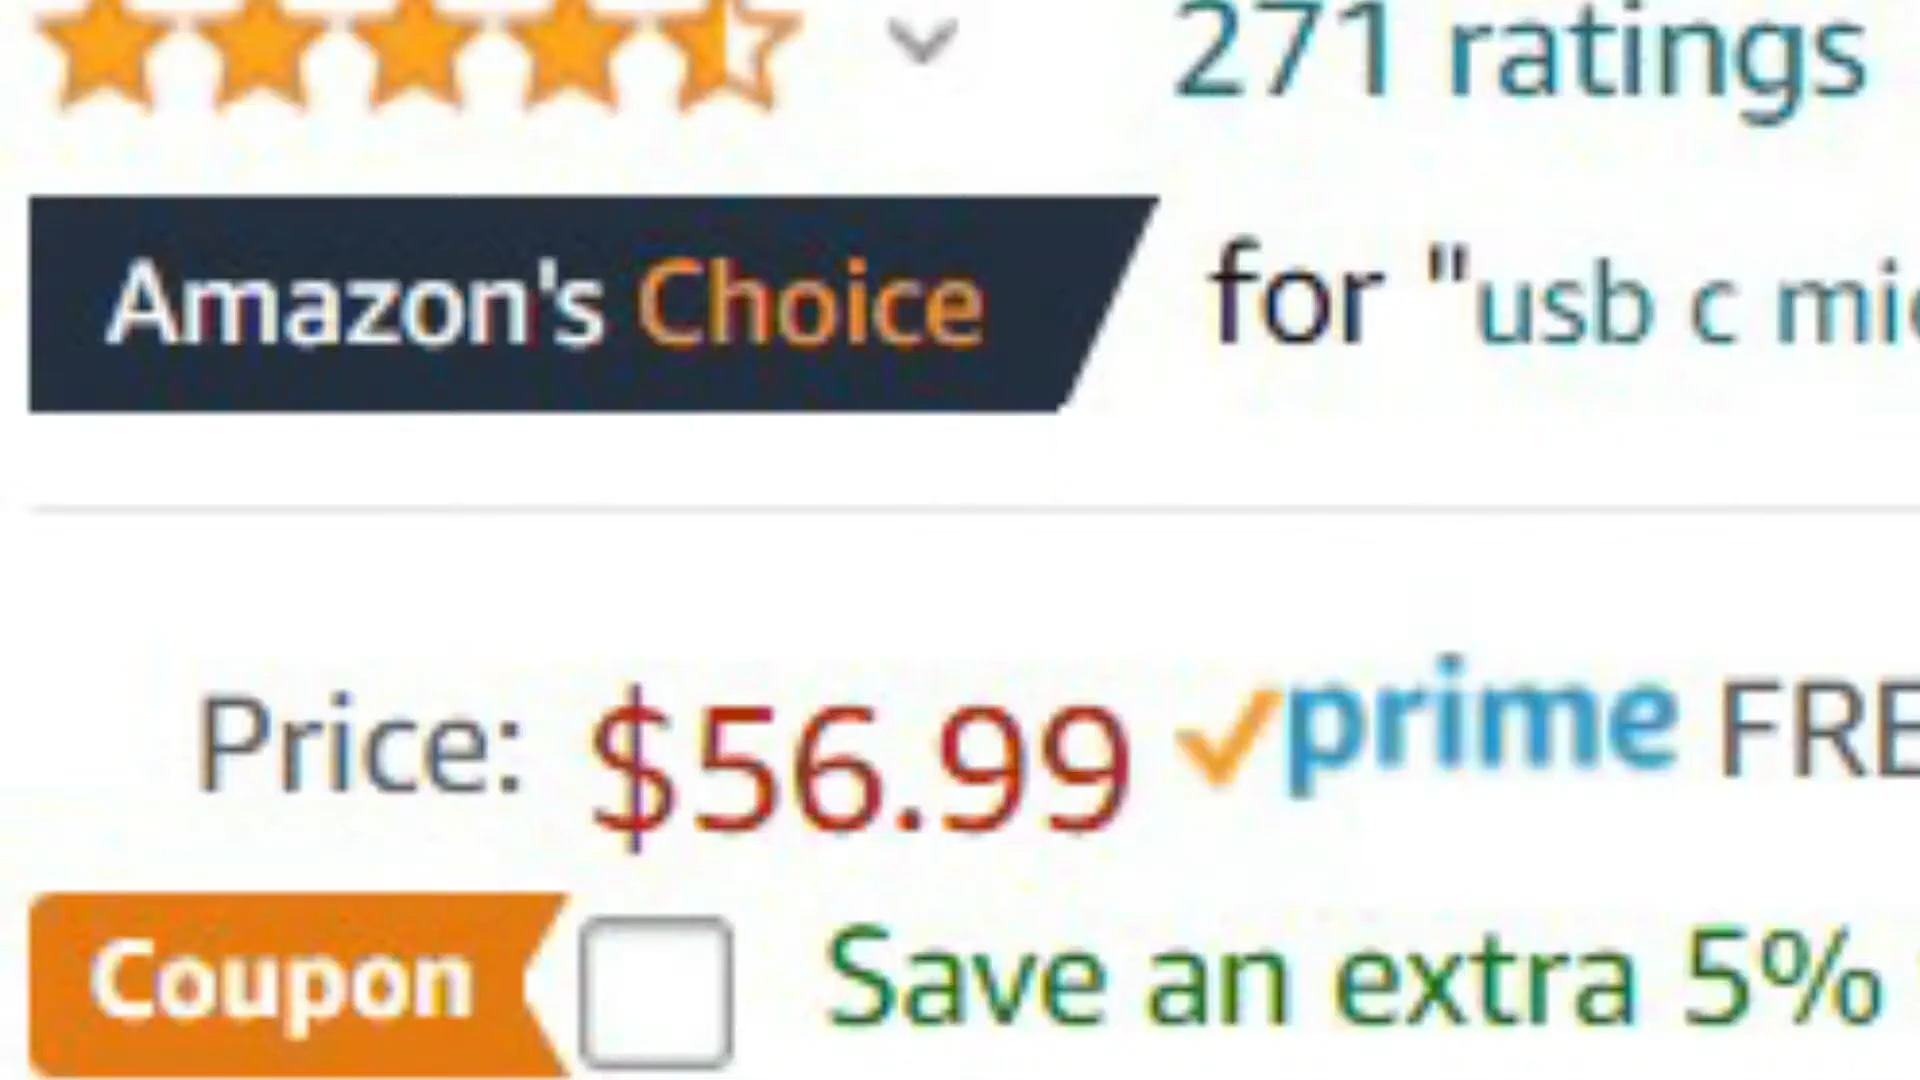 271 ratings
Amazon's Choice for "usb c
Price: $56.99 prime
Coupon Save an extra 5%